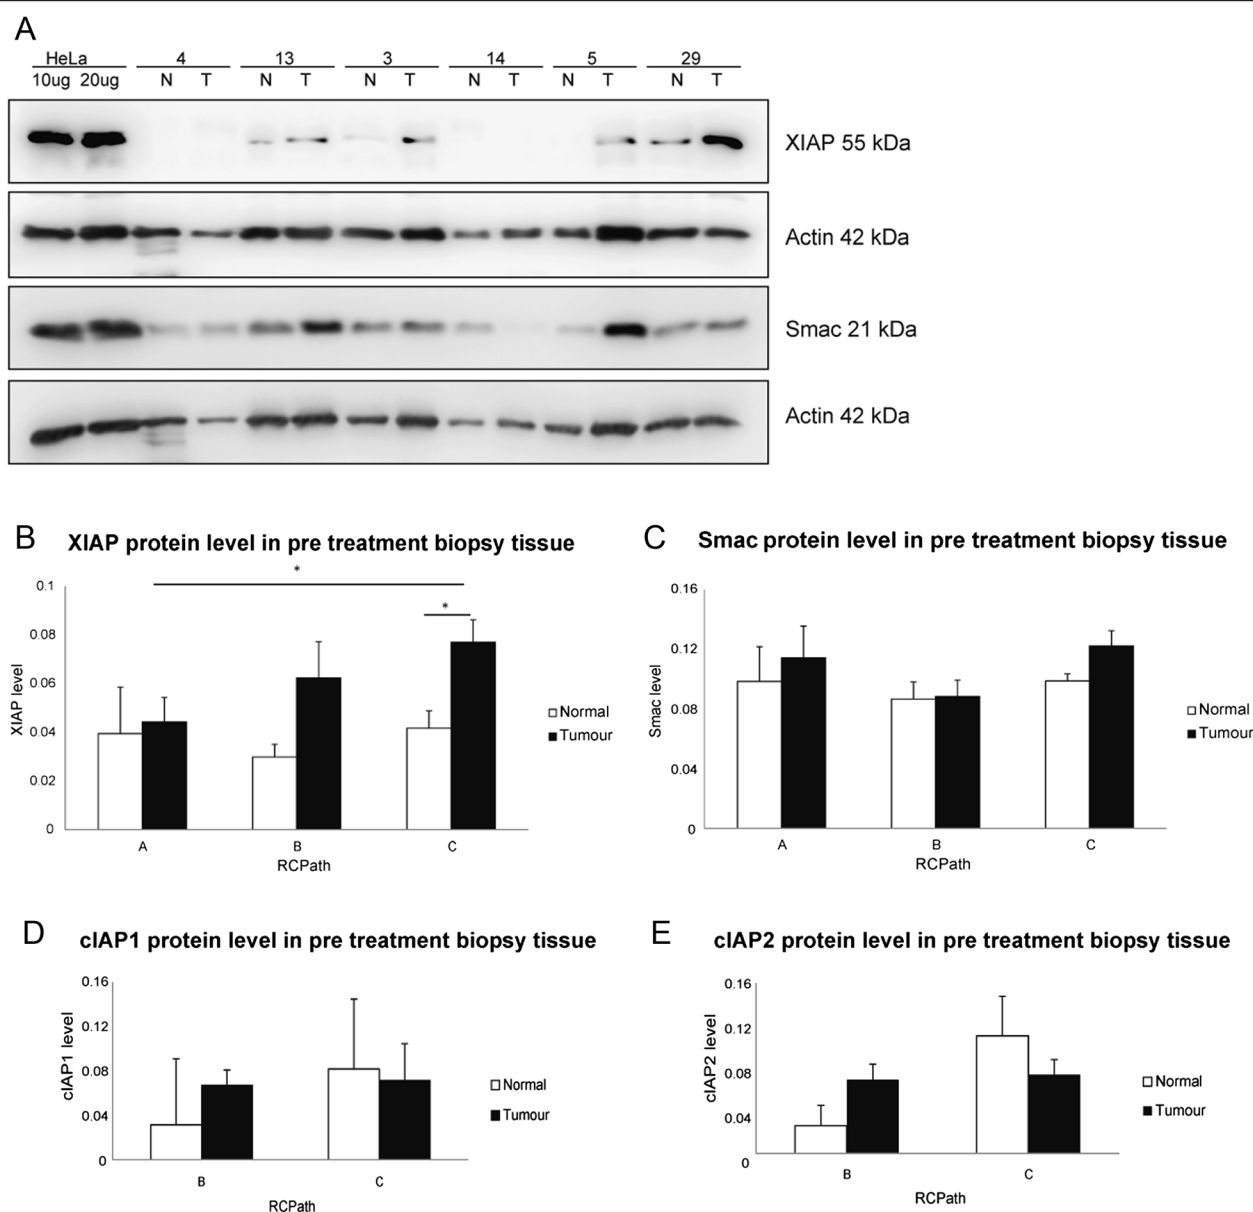 A
HeLa 4 13 3 14 5 29
10ug 20ug N T N T N T N T N T N T
XIAP 55 kDa
Actin 42 kDa
Smac 21 kDa
Actin 42 kDa
B XIAP protein level in pre treatment biopsy tissue
*
*
0.1
0.08
0.06
0.04
0.02
0
XIAP level
A B C
RCPath
Normal
Tumour
C Smac protein level in pre treatment biopsy tissue
0.16
0.12
0.08
0.04
0
Smac level
A B C
RCPath
Normal
Tumour
D cIAP1 protein level in pre treatment biopsy tissue
0.16
0.12
0.08
0.04
0
cIAP1 level
B C
RCPath
Normal
Tumour
E cIAP2 protein level in pre treatment biopsy tissue
0.16
0.12
0.08
0.04
0
cIAP2 level
B C
RCPath
Normal
Tumour